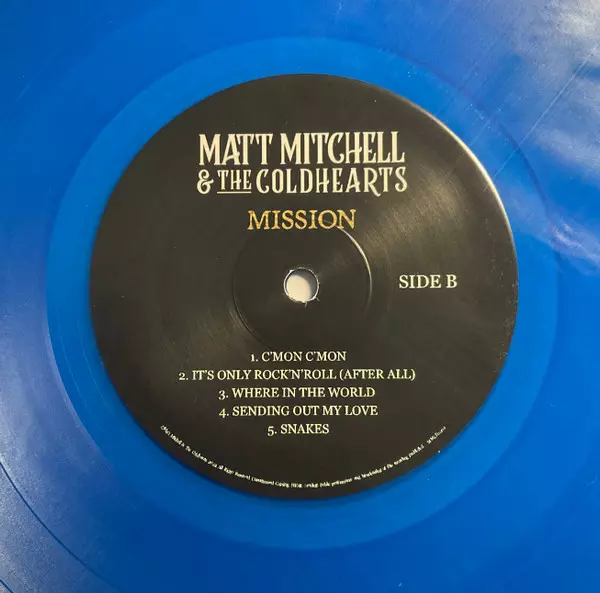 MATT MITCHELL
& THE COLDHEARTS
MISSION
SIDE B
1. C'MON C'MON
2. IT'S ONLY ROCK'N'ROLL (AFTER ALL)
3. WHERE IN THE WORLD
4. SENDING OUT MY LOVE
5. SNAKES